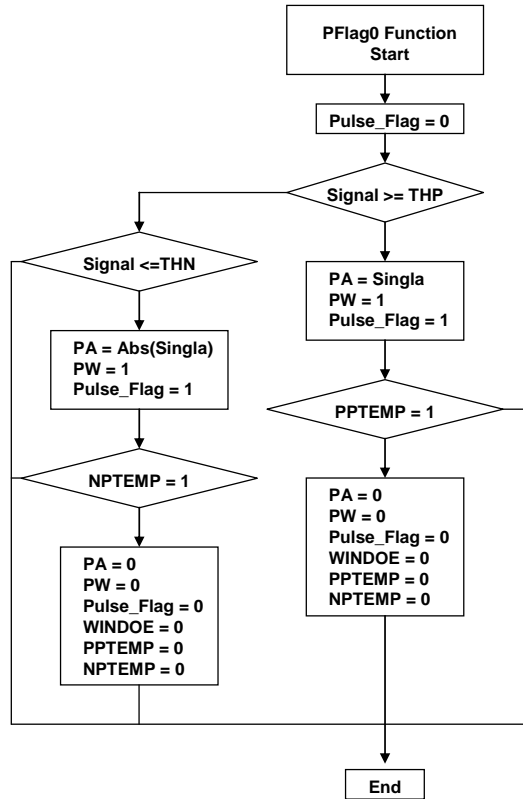 PFlag0 Function
Start
Pulse_Flag = 0
Signal >= THP
Signal <=THN
PA = Singla
PW = 1
Pulse_Flag = 1
PA = Abs(Singla)
PW = 1
Pulse_Flag = 1
PPTEMP = 1
NPTEMP = 1
PA = 0
PW = 0
Pulse_Flag = 0
WINDOE = 0
PPTEMP = 0
NPTEMP = 0
PA = 0
PW = 0
Pulse_Flag = 0
WINDOE = 0
PPTEMP = 0
NPTEMP = 0
End